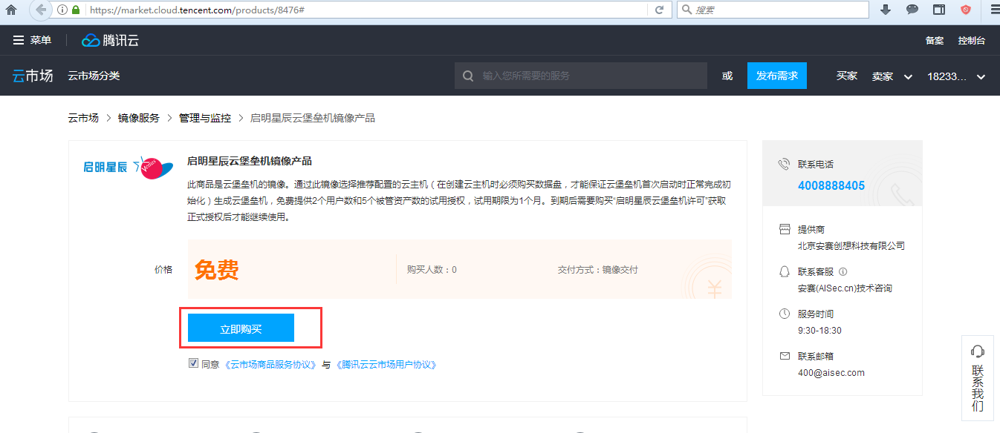 https://market.cloud.tencent.com/products/8476#
搜索
菜单
腾讯云
备案
控制台
云市场
云市场分类
输入您所需要的服务
或
发布需求
买家
卖家
18233...
云市场 > 镜像服务 > 管理与监控 > 启明星辰云堡垒机镜像产品
启明星辰
Venus
启明星辰云堡垒机镜像产品
此商品是云堡垒机的镜像。通过此镜像选择推荐配置的云主机（在创建云主机时必须购买数据盘，才能保证云堡垒机首次启动时正常完成初
始化）生成云堡垒机，免费提供2个用户数和5个被管资产数的试用授权，试用期限为1个月。到期后需要购买“启明星辰云堡垒机许可”获取
正式授权后才能继续使用。
价格
免费
购买人数：0
交付方式：镜像交付
¥
立即购买
同意 《云市场商品服务协议》 与 《腾讯云云市场用户协议》
联系电话
4008888405
提供商
北京安赛创想科技有限公司
联系客服
安赛(AISec.cn)技术咨询
服务时间
9:30-18:30
联系邮箱
400@aisec.com
联系我们